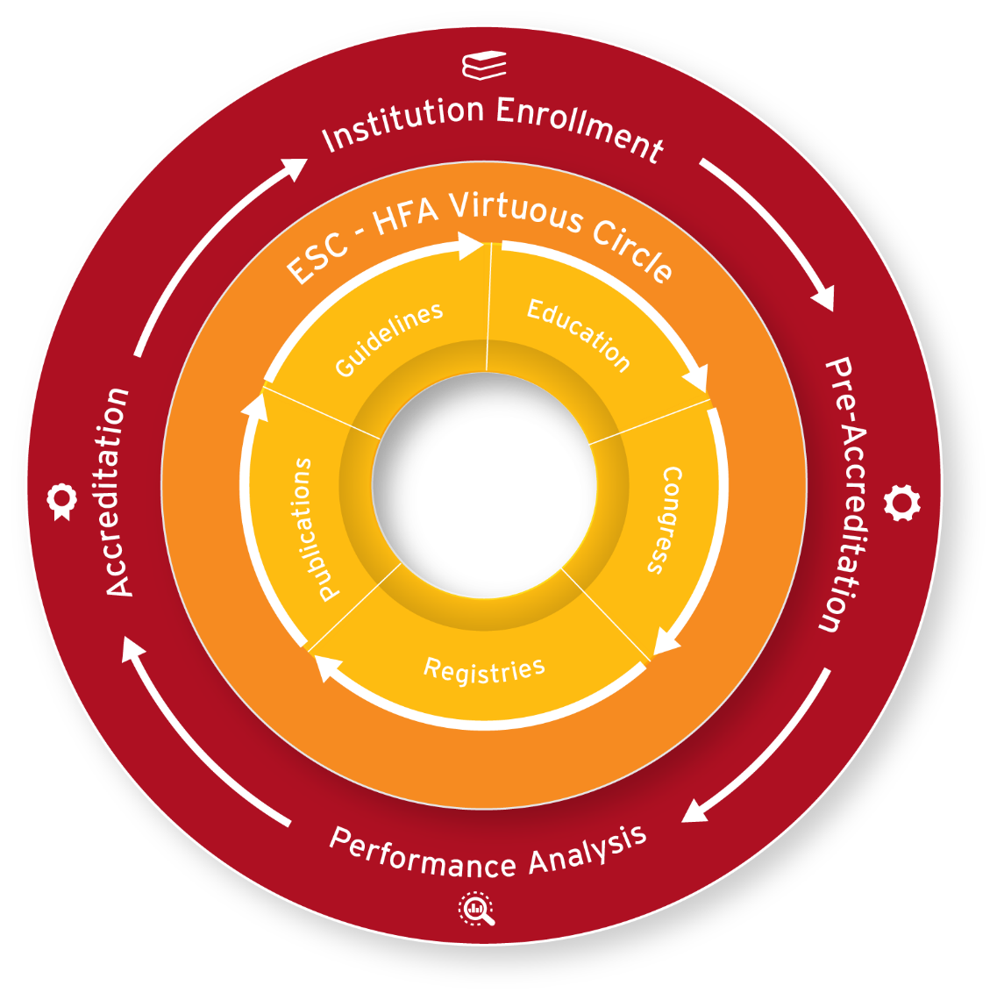 Institution Enrollment
Pre-Accreditation
Performance Analysis
Accreditation
ESC - HFA Virtuous Circle
Education
Congress
Registries
Publications
Guidelines